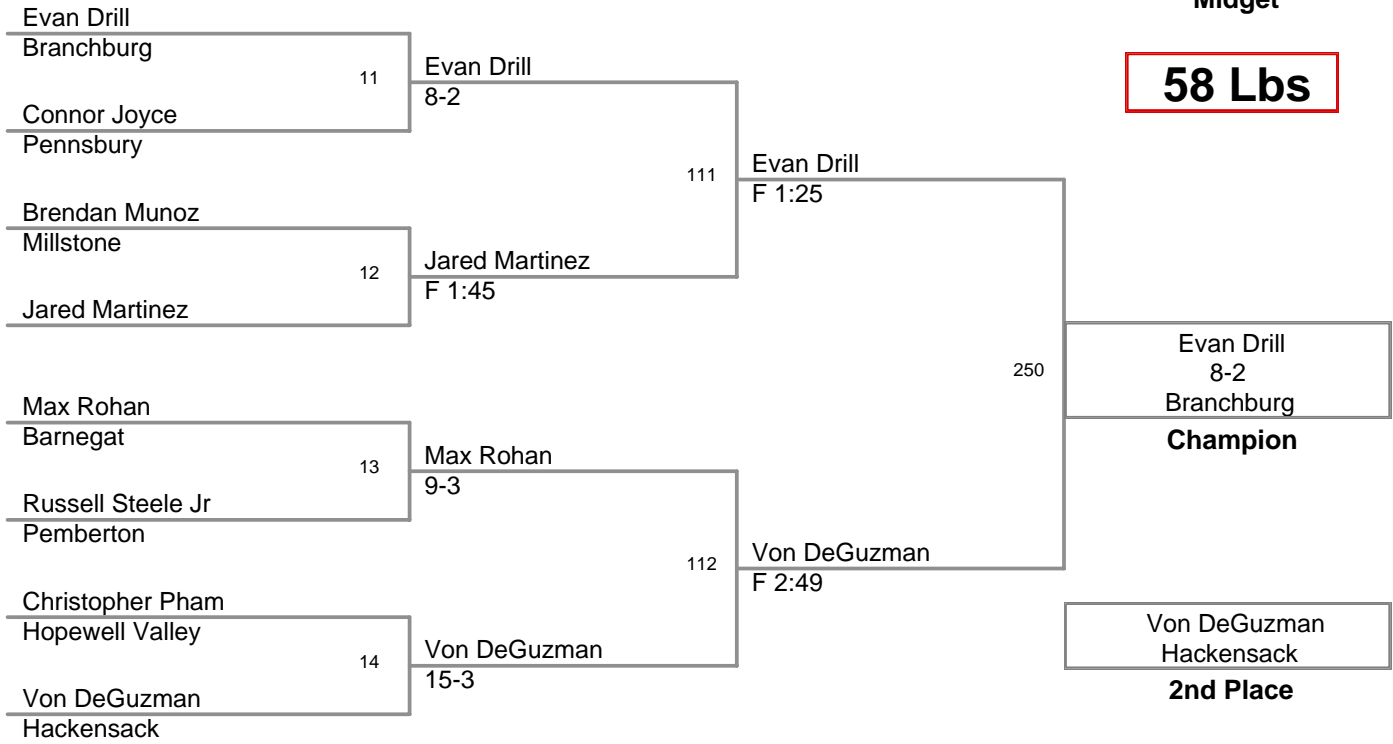 Midget
58 Lbs
Evan Drill
Branchburg
11
Connor Joyce
Pennsbury
Brendan Munoz
Millstone
12
Jared Martinez
Max Rohan
Barnegat
13
Russell Steele Jr
Pemberton
Christopher Pham
Hopewell Valley
14
Von DeGuzman
Hackensack
Evan Drill
8-2
111
Jared Martinez
F 1:45
Max Rohan
9-3
112
Von DeGuzman
15-3
Evan Drill
F 1:25
250
Von DeGuzman
F 2:49
Evan Drill
8-2
Branchburg
Champion
Von DeGuzman
Hackensack
2nd Place